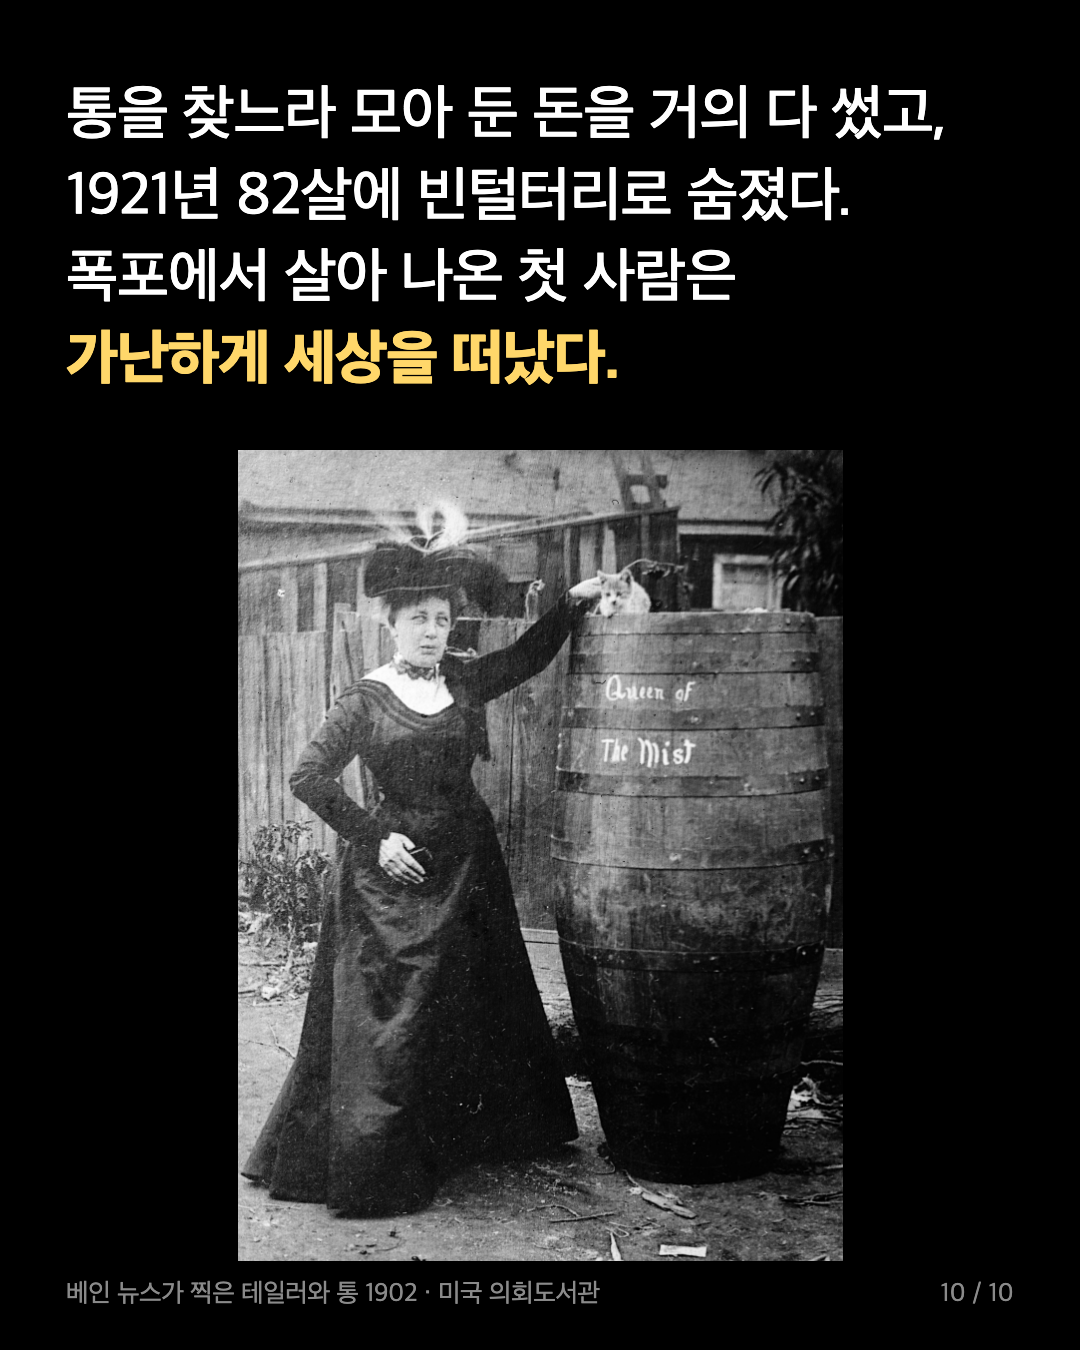 통을 찾느라 모아 둔 돈을 거의 다 썼고,
1921년 82살에 빈털터리로 숨졌다.
폭포에서 살아 나온 첫 사람은
가난하게 세상을 떠났다.
Queen of
The Mist
베인 뉴스가 찍은 테일러와 통 1902 · 미국 의회도서관
10 / 10